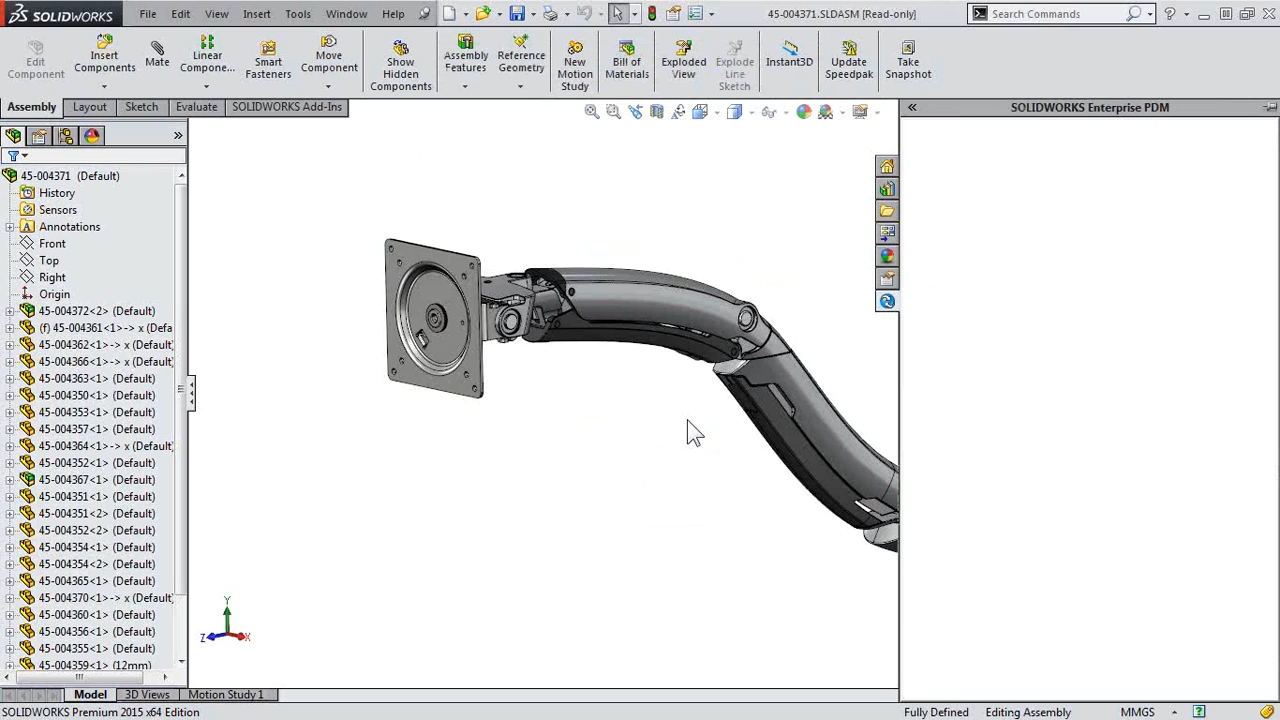 SOLIDWORKS File Edit View Insert Tools Window Help 45-004371.SLDASM [Read-only] Search Commands
Edit Component
Insert Components
Mate
Linear Compone...
Smart Fasteners
Move Component
Show Hidden Components
Assembly Features
Reference Geometry
New Motion Study
Bill of Materials
Exploded View
Explode Line Sketch
Instant3D
Update Speedpak
Take Snapshot
Assembly Layout Sketch Evaluate SOLIDWORKS Add-Ins
SOLIDWORKS Enterprise PDM
45-004371 (Default)
History
Sensors
A Annotations
Front
Top
Right
Origin
45-004372<2> (Default)
(f) 45-004361<1>-> x (Defa
45-004362<1>-> x (Default)
45-004366<1>-> x (Default)
45-004363<1> (Default)
45-004350<1> (Default)
45-004353<1> (Default)
45-004357<1> (Default)
45-004364<1>-> x (Default)
45-004352<1> (Default)
45-004367<1> (Default)
45-004351<1> (Default)
45-004351<2> (Default)
45-004352<2> (Default)
45-004354<1> (Default)
45-004354<2> (Default)
45-004365<1> (Default)
45-004370<1>-> x (Default)
45-004360<1> (Default)
45-004356<1> (Default)
45-004355<1> (Default)
45-004359<1> (12mm)
Y
Z
X
Model 3D Views Motion Study 1
SOLIDWORKS Premium 2015 x64 Edition Fully Defined Editing Assembly MMGS